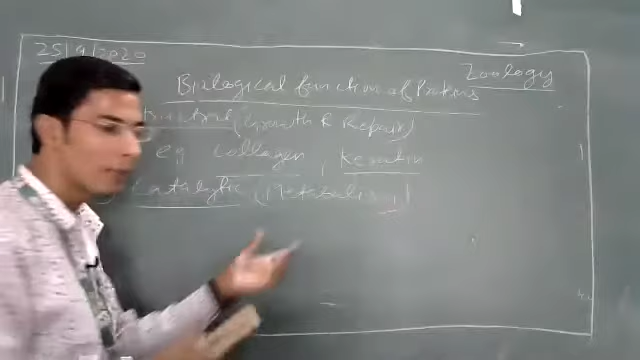 25/9/2020
Zoology
Biological function of Proteins
(Growth & Repair)
eg collagen, keratin
Catalytic (Metabolism)